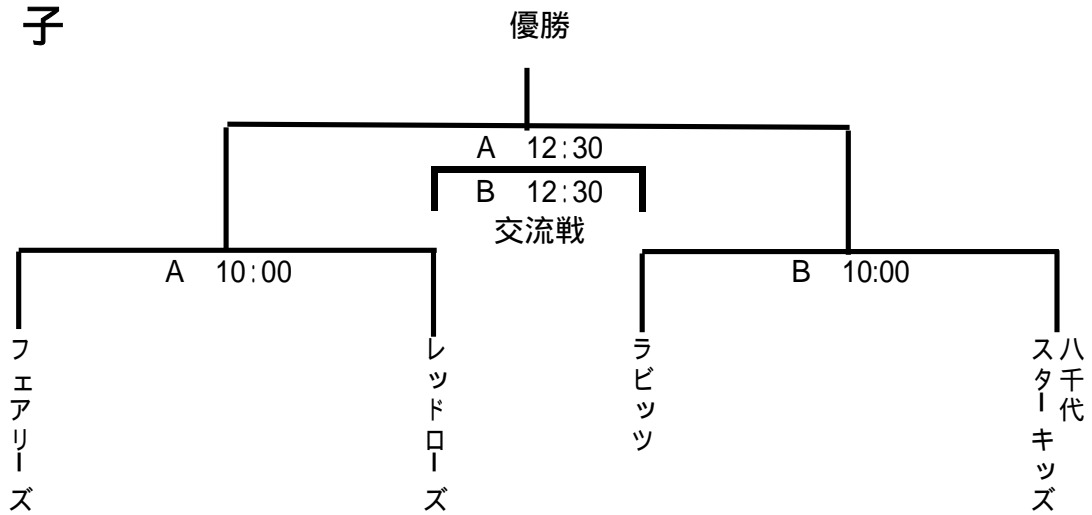 子
優勝
A 12:30
B 12:30
交流戦
A 10:00
B 10:00
フェアリーズ
レッドローズ
ラビッツ
八千代
スターキッズ